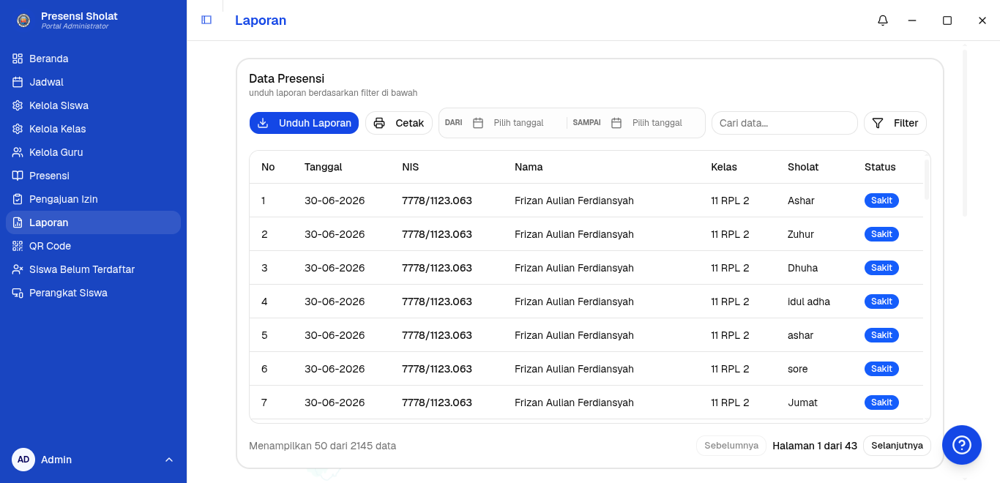 Presensi Sholat
Portal Administrator
Beranda
Jadwal
Kelola Siswa
Kelola Kelas
Kelola Guru
Presensi
Pengajuan Izin
Laporan
QR Code
Siswa Belum Terdaftar
Perangkat Siswa
AD Admin
Laporan
Data Presensi
unduh laporan berdasarkan filter di bawah
Unduh Laporan Cetak DARI Pilih tanggal SAMPAI Pilih tanggal Cari data... Filter
No Tanggal NIS Nama Kelas Sholat Status
1 30-06-2026 7778/1123.063 Frizan Aulian Ferdiansyah 11 RPL 2 Ashar Sakit
2 30-06-2026 7778/1123.063 Frizan Aulian Ferdiansyah 11 RPL 2 Zuhur Sakit
3 30-06-2026 7778/1123.063 Frizan Aulian Ferdiansyah 11 RPL 2 Dhuha Sakit
4 30-06-2026 7778/1123.063 Frizan Aulian Ferdiansyah 11 RPL 2 idul adha Sakit
5 30-06-2026 7778/1123.063 Frizan Aulian Ferdiansyah 11 RPL 2 ashar Sakit
6 30-06-2026 7778/1123.063 Frizan Aulian Ferdiansyah 11 RPL 2 sore Sakit
7 30-06-2026 7778/1123.063 Frizan Aulian Ferdiansyah 11 RPL 2 Jumat Sakit
Menampilkan 50 dari 2145 data Sebelumnya Halaman 1 dari 43 Selanjutnya